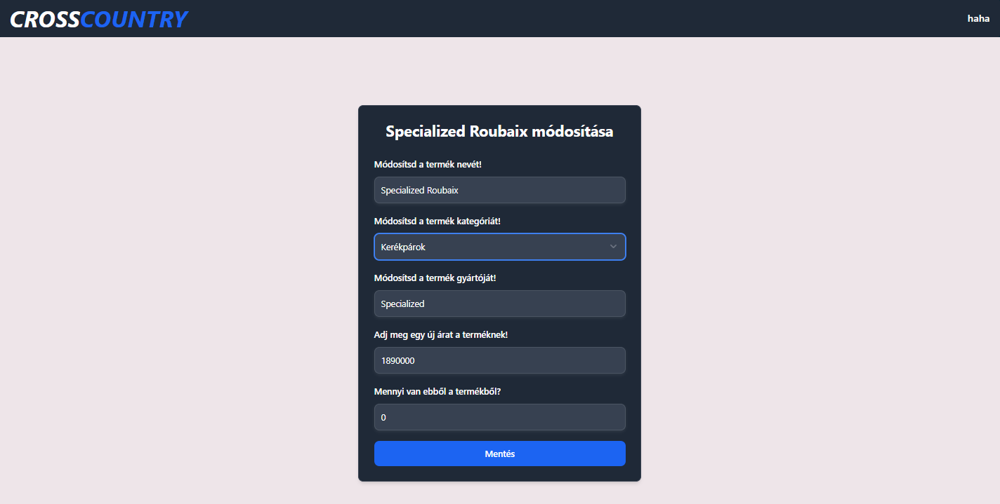 CROSSCOUNTRY
haha
Specialized Roubaix módosítása
Módosítsd a termék nevét!
Specialized Roubaix
Módosítsd a termék kategóriát!
Kerékpárok
Módosítsd a termék gyártóját!
Specialized
Adj meg egy új árat a terméknek!
1890000
Mennyi van ebből a termékből?
0
Mentés